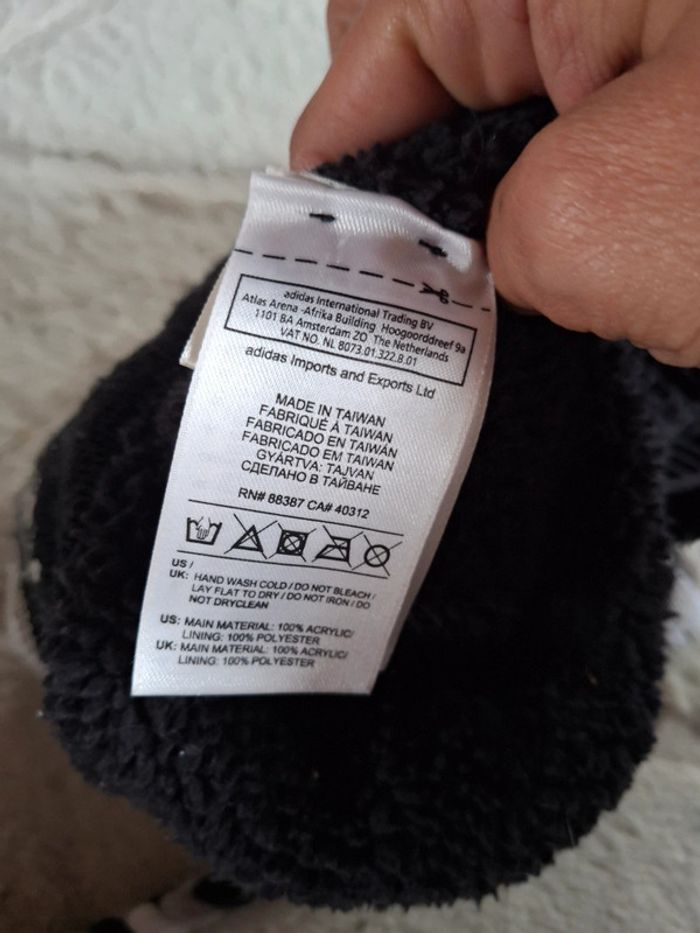 adidas International Trading BV
Atlas Arena -Afrika Building Hoogoorddreef 9a
1101 BA Amsterdam ZO The Netherlands
VAT NO. NL 8073.01.322.B.01
adidas Imports and Exports Ltd
MADE IN TAIWAN
FABRIQUÉ À TAIWAN
FABRICADO EN TAIWÁN
FABRICADO EM TAIWAN
GYÁRTVA: TAJVAN
СДЕЛАНО В ТАЙВАНЕ
RN# 88387 CA# 40312
US /
UK: HAND WASH COLD / DO NOT BLEACH /
LAY FLAT TO DRY / DO NOT IRON / DO
NOT DRYCLEAN
US: MAIN MATERIAL: 100% ACRYLIC/
LINING: 100% POLYESTER
UK: MAIN MATERIAL: 100% ACRYLIC/
LINING: 100% POLYESTER